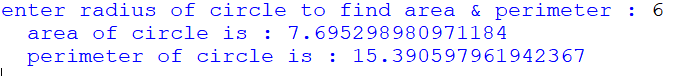 enter radius of circle to find area & perimeter : 6
area of circle is : 7.695298980971184
perimeter of circle is : 15.390597961942367